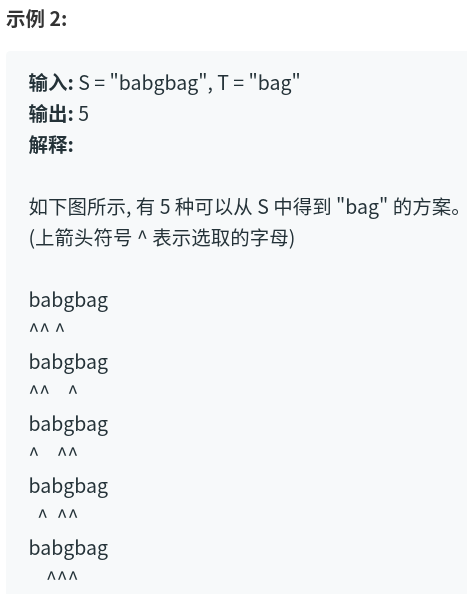 示例 2:
输入: S = "babgbag", T = "bag"
输出: 5
解释:
如下图所示, 有 5 种可以从 S 中得到 "bag" 的方案。
(上箭头符号 ^ 表示选取的字母)
babgbag
^^ ^
babgbag
^^    ^
babgbag
^    ^^
babgbag
  ^  ^^
babgbag
    ^^^